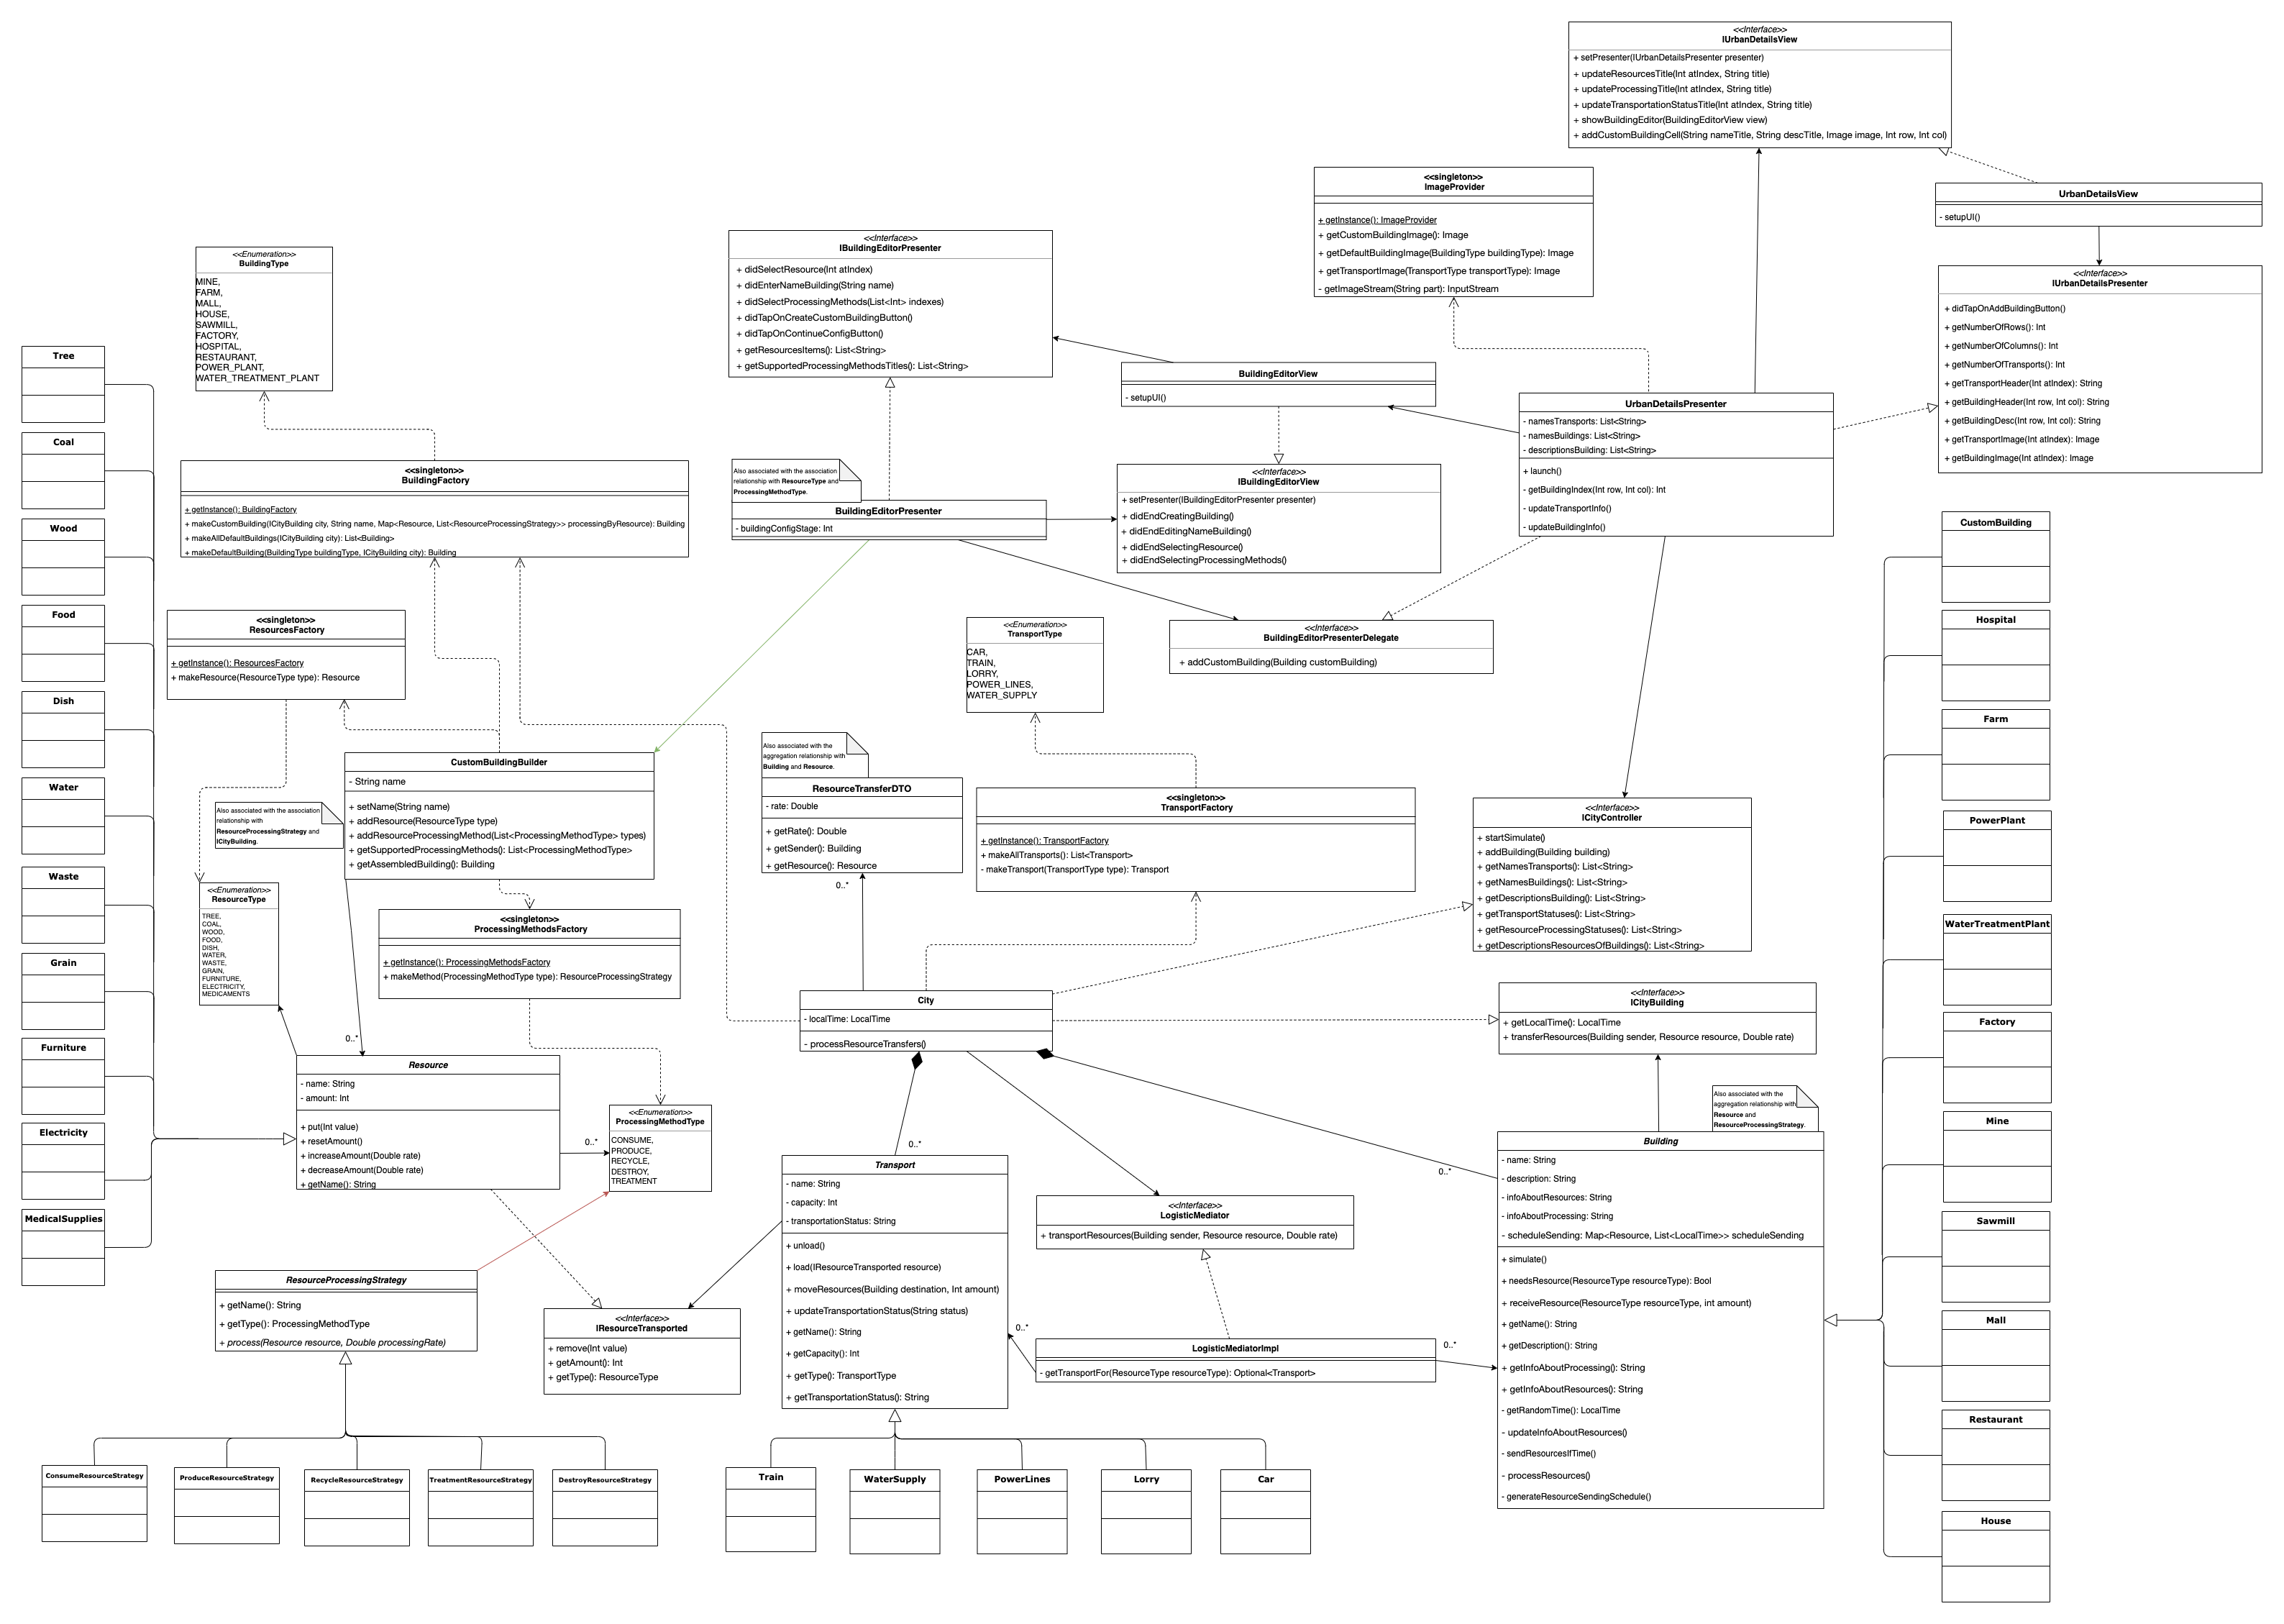 <<Interface>>
IUrbanDetailsView
+ setPresenter(IUrbanDetailsPresenter presenter)
+ updateResourcesTitle(Int atIndex, String title)
+ updateProcessingTitle(Int atIndex, String title)
+ updateTransportationStatusTitle(Int atIndex, String title)
+ showBuildingEditor(BuildingEditorView view)
+ addCustomBuildingCell(String nameTitle, String descTitle, Image image, Int row, Int col)
<<singleton>>
ImageProvider
+ getInstance(): ImageProvider
+ getCustomBuildingImage(): Image
+ getDefaultBuildingImage(BuildingType buildingType): Image
+ getTransportImage(TransportType transportType): Image
- getImageStream(String part): InputStream
UrbanDetailsView
- setupUI()
<<Interface>>
IBuildingEditorPresenter
+ didSelectResource(Int atIndex)
+ didEnterNameBuilding(String name)
+ didSelectProcessingMethods(List<Int> indexes)
+ didTapOnCreateCustomBuildingButton()
+ didTapOnContinueConfigButton()
+ getResourcesItems(): List<String>
+ getSupportedProcessingMethodsTitles(): List<String>
<<Enumeration>>
BuildingType
MINE,
FARM,
MALL,
HOUSE,
SAWMILL,
FACTORY,
HOSPITAL,
RESTAURANT,
POWER_PLANT,
WATER_TREATMENT_PLANT
<<Interface>>
IUrbanDetailsPresenter
+ didTapOnAddBuildingButton()
+ getNumberOfRows(): Int
+ getNumberOfColumns(): Int
+ getNumberOfTransports(): Int
+ getTransportHeader(Int atIndex): String
+ getBuildingHeader(Int row, Int col): String
+ getBuildingDesc(Int row, Int col): String
+ getTransportImage(Int atIndex): Image
+ getBuildingImage(Int atIndex): Image
BuildingEditorView
- setupUI()
UrbanDetailsPresenter
- namesTransports: List<String>
- namesBuildings: List<String>
- descriptionsBuilding: List<String>
+ launch()
- getBuildingIndex(Int row, Int col): Int
- updateTransportInfo()
- updateBuildingInfo()
Tree
Coal
Wood
Food
Dish
Water
Waste
Grain
Furniture
Electricity
MedicalSupplies
<<singleton>>
BuildingFactory
+ getInstance(): BuildingFactory
+ makeCustomBuilding(ICityBuilding city, String name, Map<Resource, List<ResourceProcessingStrategy>> processingByResource): Building
+ makeAllDefaultBuildings(ICityBuilding city): List<Building>
+ makeDefaultBuilding(BuildingType buildingType, ICityBuilding city): Building
Also associated with the association
relationship with ResourceType and
ProcessingMethodType.
BuildingEditorPresenter
- buildingConfigStage: Int
<<Interface>>
IBuildingEditorView
+ setPresenter(IBuildingEditorPresenter presenter)
+ didEndCreatingBuilding()
+ didEndEditingNameBuilding()
+ didEndSelectingResource()
+ didEndSelectingProcessingMethods()
<<singleton>>
ResourcesFactory
+ getInstance(): ResourcesFactory
+ makeResource(ResourceType type): Resource
<<Enumeration>>
TransportType
CAR,
TRAIN,
LORRY,
POWER_LINES,
WATER_SUPPLY
<<Interface>>
BuildingEditorPresenterDelegate
+ addCustomBuilding(Building customBuilding)
CustomBuilding
Hospital
Farm
PowerPlant
WaterTreatmentPlant
Factory
Mine
Sawmill
Mall
Restaurant
House
CustomBuildingBuilder
- String name
+ setName(String name)
+ addResource(ResourceType type)
+ addResourceProcessingMethod(List<ProcessingMethodType> types)
+ getSupportedProcessingMethods(): List<ProcessingMethodType>
+ getAssembledBuilding(): Building
Also associated with the association
relationship with
ResourceProcessingStrategy and
ICityBuilding.
Also associated with the
aggregation relationship with
Building and Resource.
ResourceTransferDTO
- rate: Double
+ getRate(): Double
+ getSender(): Building
+ getResource(): Resource
0..*
<<singleton>>
TransportFactory
+ getInstance(): TransportFactory
+ makeAllTransports(): List<Transport>
- makeTransport(TransportType type): Transport
<<Interface>>
ICityController
+ startSimulate()
+ addBuilding(Building building)
+ getNamesTransports(): List<String>
+ getNamesBuildings(): List<String>
+ getDescriptionsBuilding(): List<String>
+ getTransportStatuses(): List<String>
+ getResourceProcessingStatuses(): List<String>
+ getDescriptionsResourcesOfBuildings(): List<String>
<<Enumeration>>
ResourceType
TREE,
COAL,
WOOD,
FOOD,
DISH,
WATER,
WASTE,
GRAIN,
FURNITURE,
ELECTRICITY,
MEDICAMENTS
<<singleton>>
ProcessingMethodsFactory
+ getInstance(): ProcessingMethodsFactory
+ makeMethod(ProcessingMethodType type): ResourceProcessingStrategy
City
- localTime: LocalTime
- processResourceTransfers()
<<Interface>>
ICityBuilding
+ getLocalTime(): LocalTime
+ transferResources(Building sender, Resource resource, Double rate)
0..*
Resource
- name: String
- amount: Int
+ put(Int value)
+ resetAmount()
+ increaseAmount(Double rate)
+ decreaseAmount(Double rate)
+ getName(): String
0..*
<<Enumeration>>
ProcessingMethodType
CONSUME,
PRODUCE,
RECYCLE,
DESTROY,
TREATMENT
0..*
Transport
- name: String
- capacity: Int
- transportationStatus: String
+ unload()
+ load(IResourceTransported resource)
+ moveResources(Building destination, Int amount)
+ updateTransportationStatus(String status)
+ getName(): String
+ getCapacity(): Int
+ getType(): TransportType
+ getTransportationStatus(): String
<<Interface>>
LogisticMediator
+ transportResources(Building sender, Resource resource, Double rate)
0..*
Also associated with the
aggregation relationship with
Resource and
ResourceProcessingStrategy.
Building
- name: String
- description: String
- infoAboutResources: String
- infoAboutProcessing: String
- scheduleSending: Map<Resource, List<LocalTime>> scheduleSending
+ simulate()
+ needsResource(ResourceType resourceType): Bool
+ receiveResource(ResourceType resourceType, int amount)
+ getName(): String
+ getDescription(): String
+ getInfoAboutProcessing(): String
+ getInfoAboutResources(): String
- getRandomTime(): LocalTime
- updateInfoAboutResources()
- sendResourcesIfTime()
- processResources()
- generateResourceSendingSchedule()
ResourceProcessingStrategy
+ getName(): String
+ getType(): ProcessingMethodType
+ process(Resource resource, Double processingRate)
<<Interface>>
IResourceTransported
+ remove(Int value)
+ getAmount(): Int
+ getType(): ResourceType
0..*
LogisticMediatorImpl
- getTransportFor(ResourceType resourceType): Optional<Transport>
0..*
ConsumeResourceStrategy
ProduceResourceStrategy
RecycleResourceStrategy
TreatmentResourceStrategy
DestroyResourceStrategy
Train
WaterSupply
PowerLines
Lorry
Car